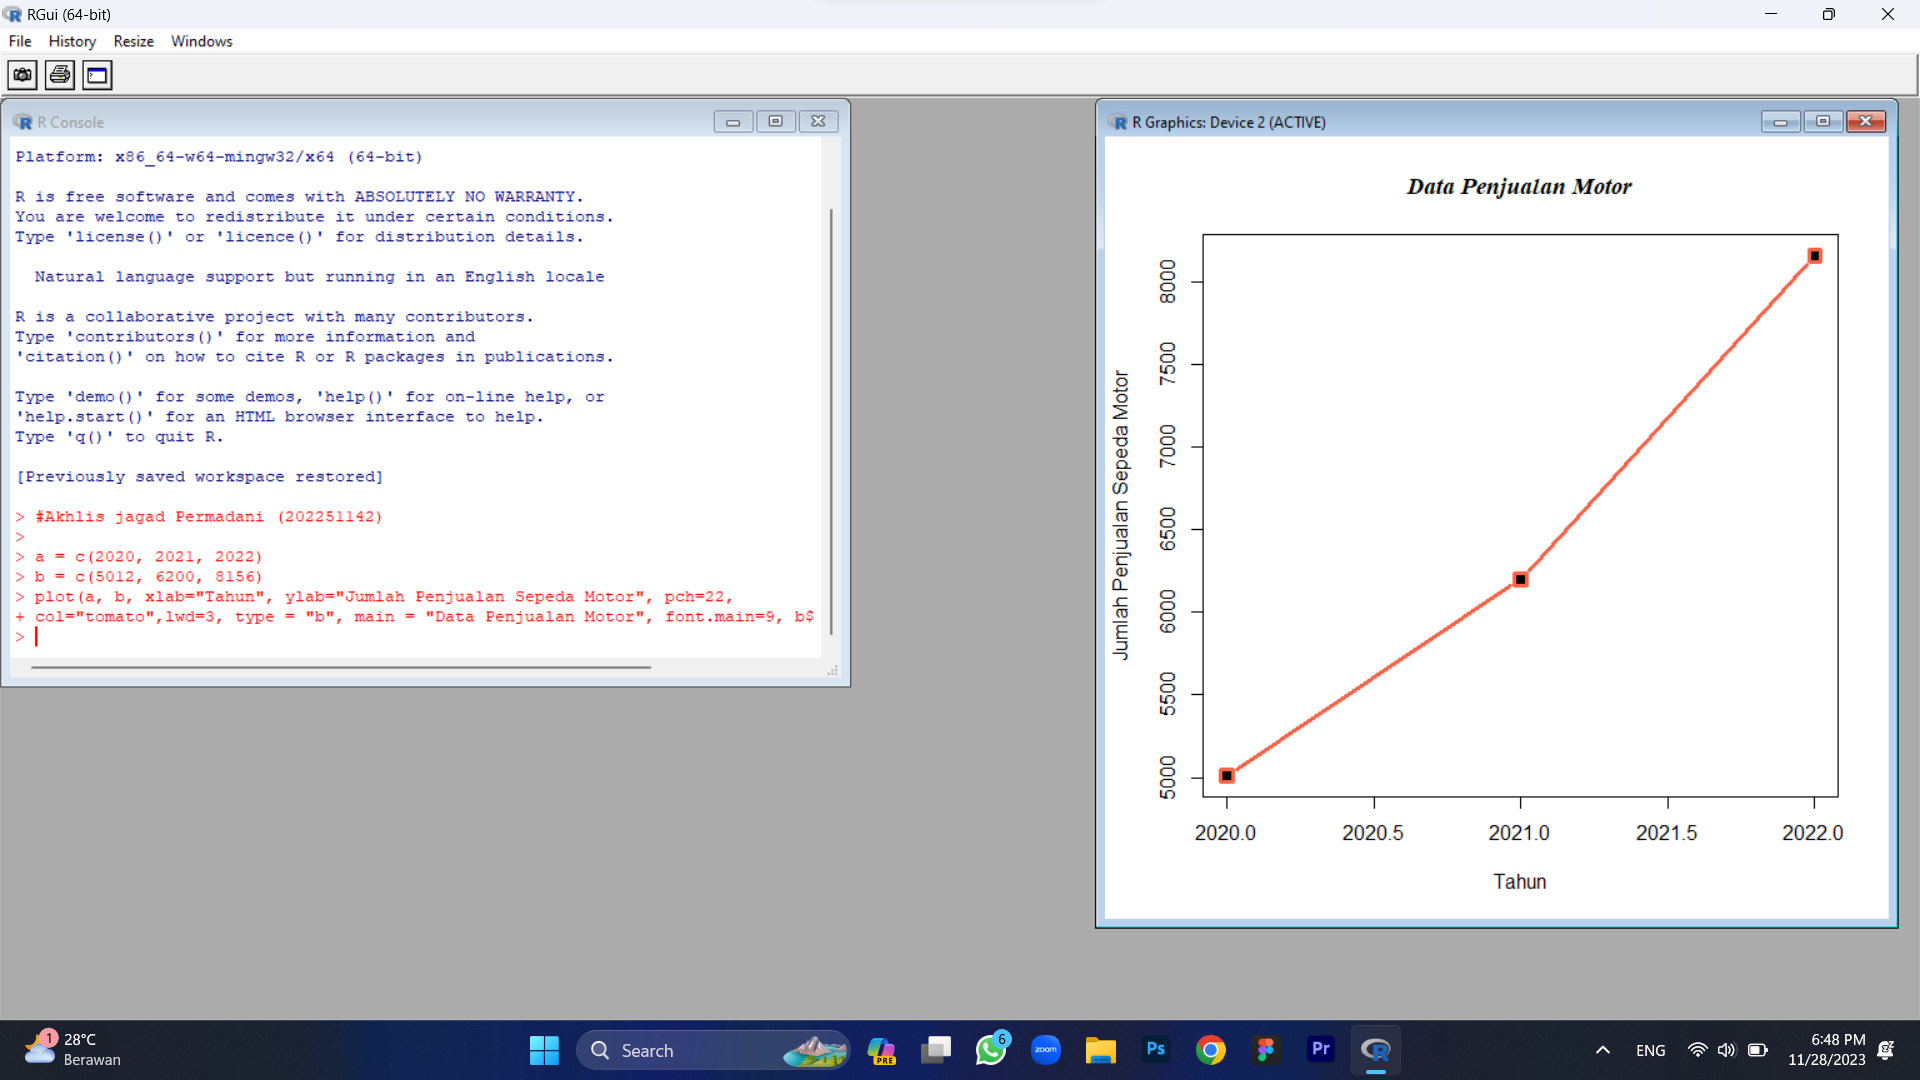 RGui (64-bit)
File History Resize Windows
R Console
Platform: x86_64-w64-mingw32/x64 (64-bit)
R is free software and comes with ABSOLUTELY NO WARRANTY.
You are welcome to redistribute it under certain conditions.
Type 'license()' or 'licence()' for distribution details.
Natural language support but running in an English locale
R is a collaborative project with many contributors.
Type 'contributors()' for more information and
'citation()' on how to cite R or R packages in publications.
Type 'demo()' for some demos, 'help()' for on-line help, or
'help.start()' for an HTML browser interface to help.
Type 'q()' to quit R.
[Previously saved workspace restored]
> #Akhlis jagad Permadani (202251142)
>
> a = c(2020, 2021, 2022)
> b = c(5012, 6200, 8156)
> plot(a, b, xlab="Tahun", ylab="Jumlah Penjualan Sepeda Motor", pch=22,
+ col="tomato",lwd=3, type = "b", main = "Data Penjualan Motor", font.main=9, b$
>
R Graphics: Device 2 (ACTIVE)
Data Penjualan Motor
Jumlah Penjualan Sepeda Motor
8000
7500
7000
6500
6000
5500
5000
2020.0 2020.5 2021.0 2021.5 2022.0
Tahun
1
28°C
Berawan
Search
PRE
6
zoom
Ps
Pr
ENG
6:48 PM
11/28/2023